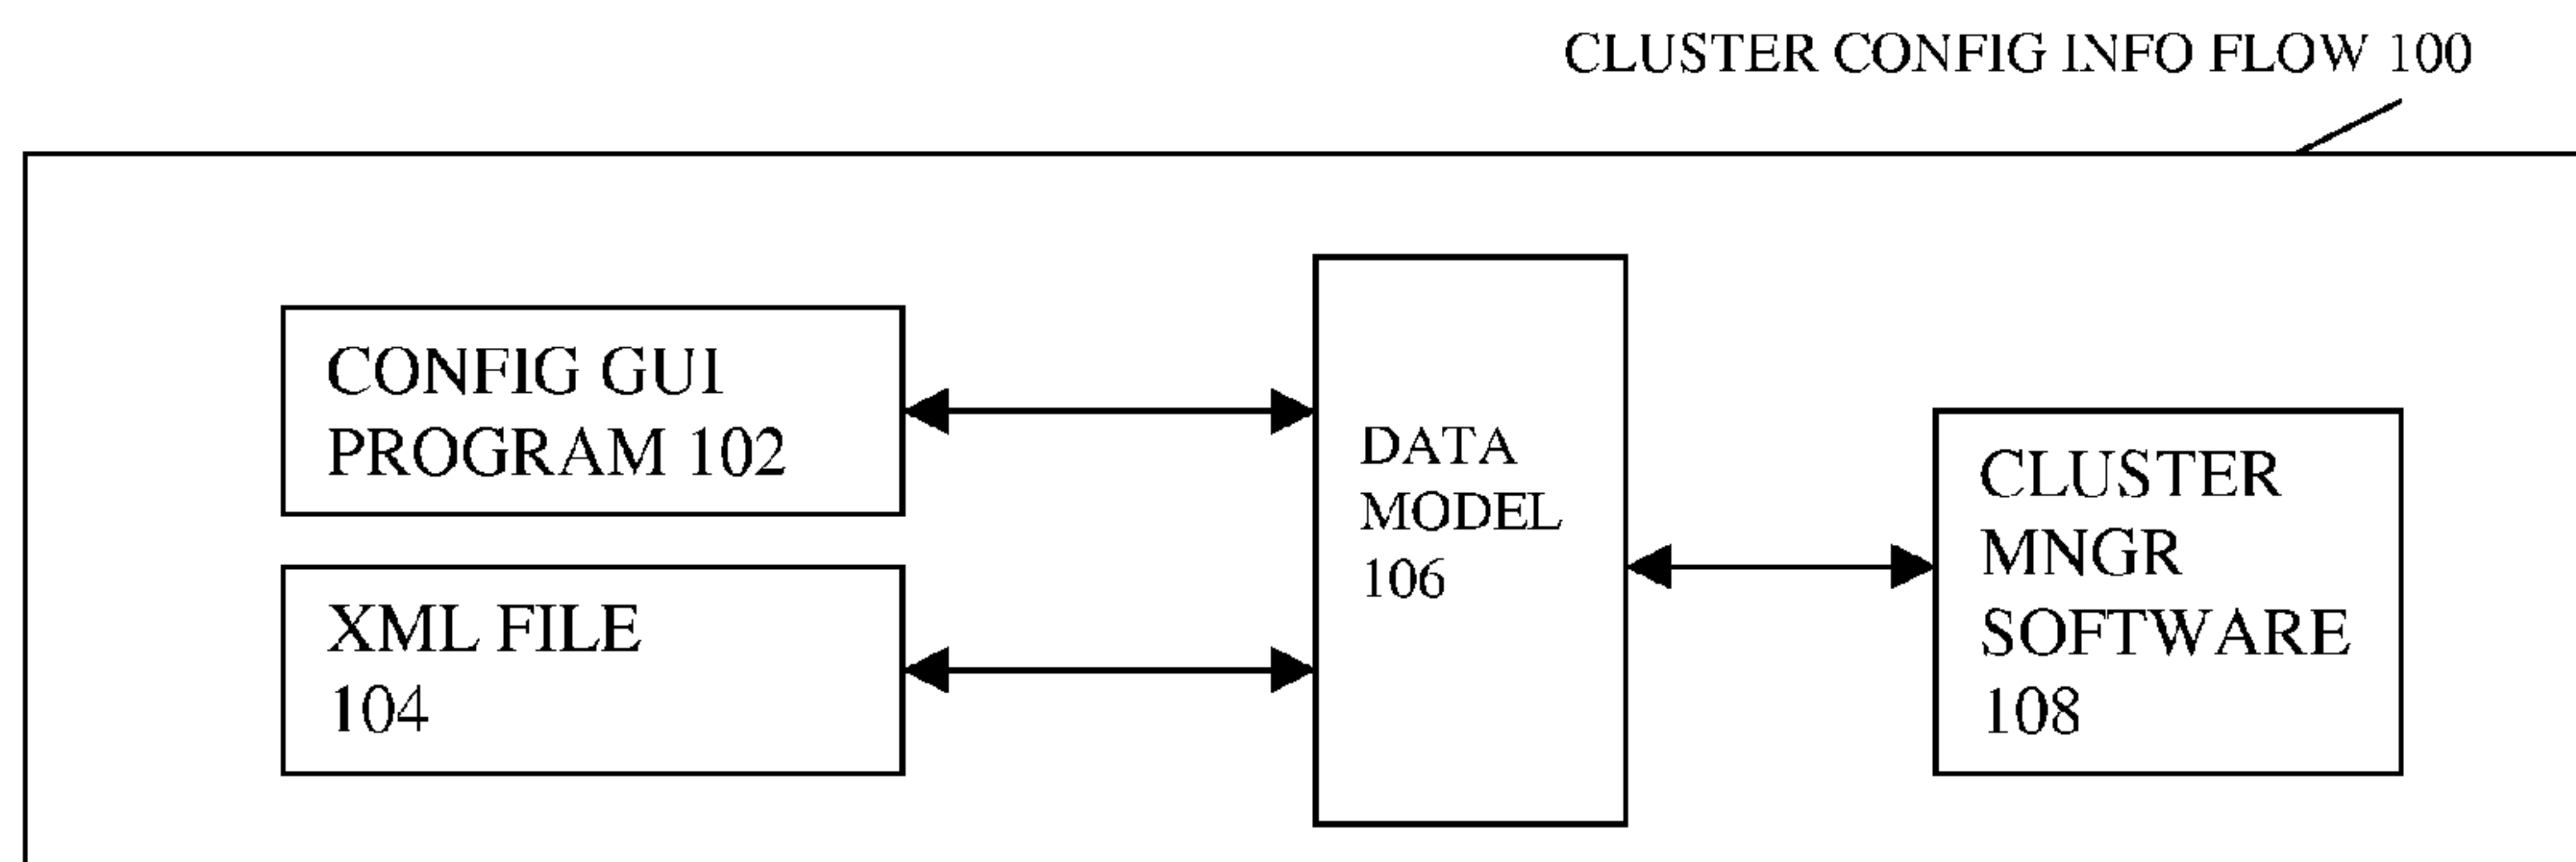 CLUSTER CONFIG INFO FLOW 100
CONFIG GUI
PROGRAM 102
XML FILE
104
DATA
MODEL
106
CLUSTER
MNGR
SOFTWARE
108